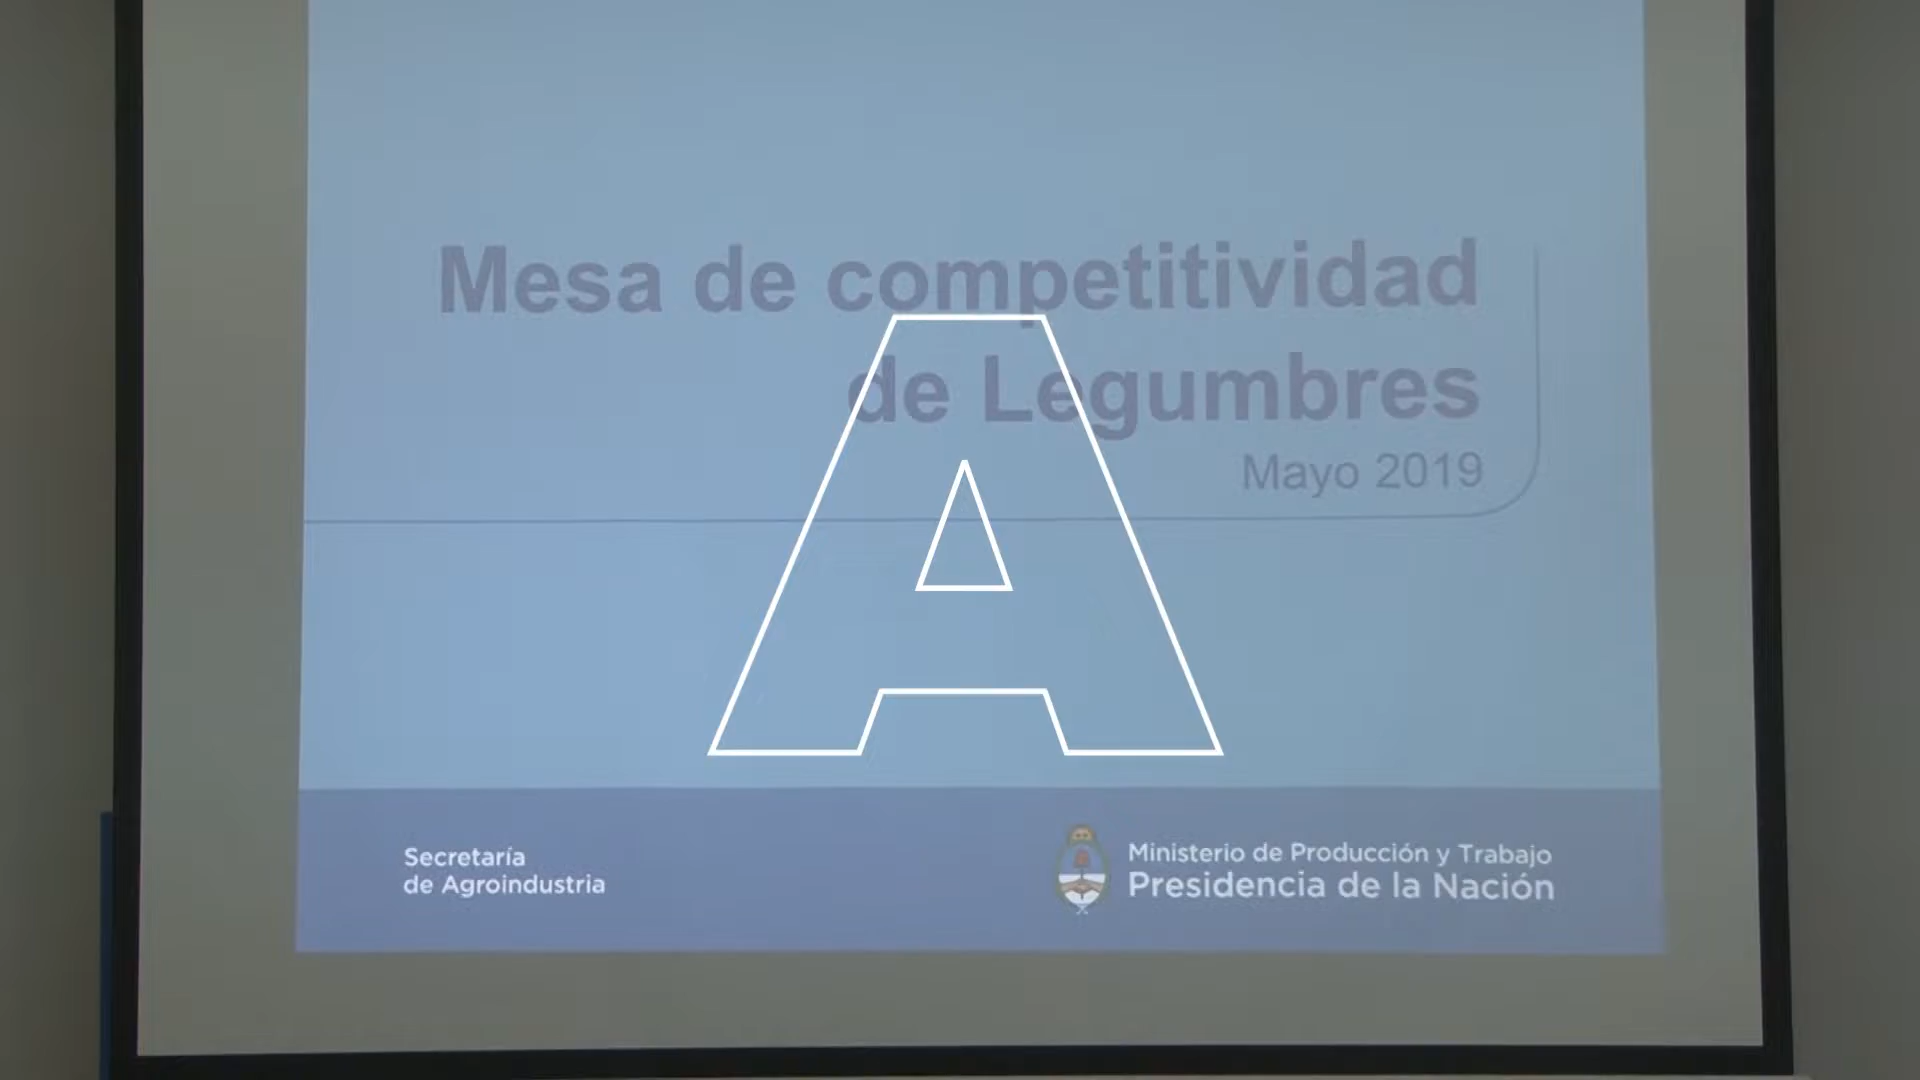 Mesa de competitividad
de Legumbres
Mayo 2019
A
Secretaría
de Agroindustria
Ministerio de Producción y Trabajo
Presidencia de la Nación